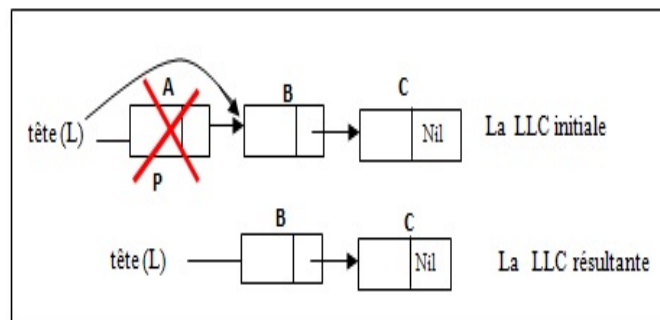 A
B
C
tête (L)
Nil
La LLC initiale
P
B
C
tête (L)
Nil
La LLC résultante